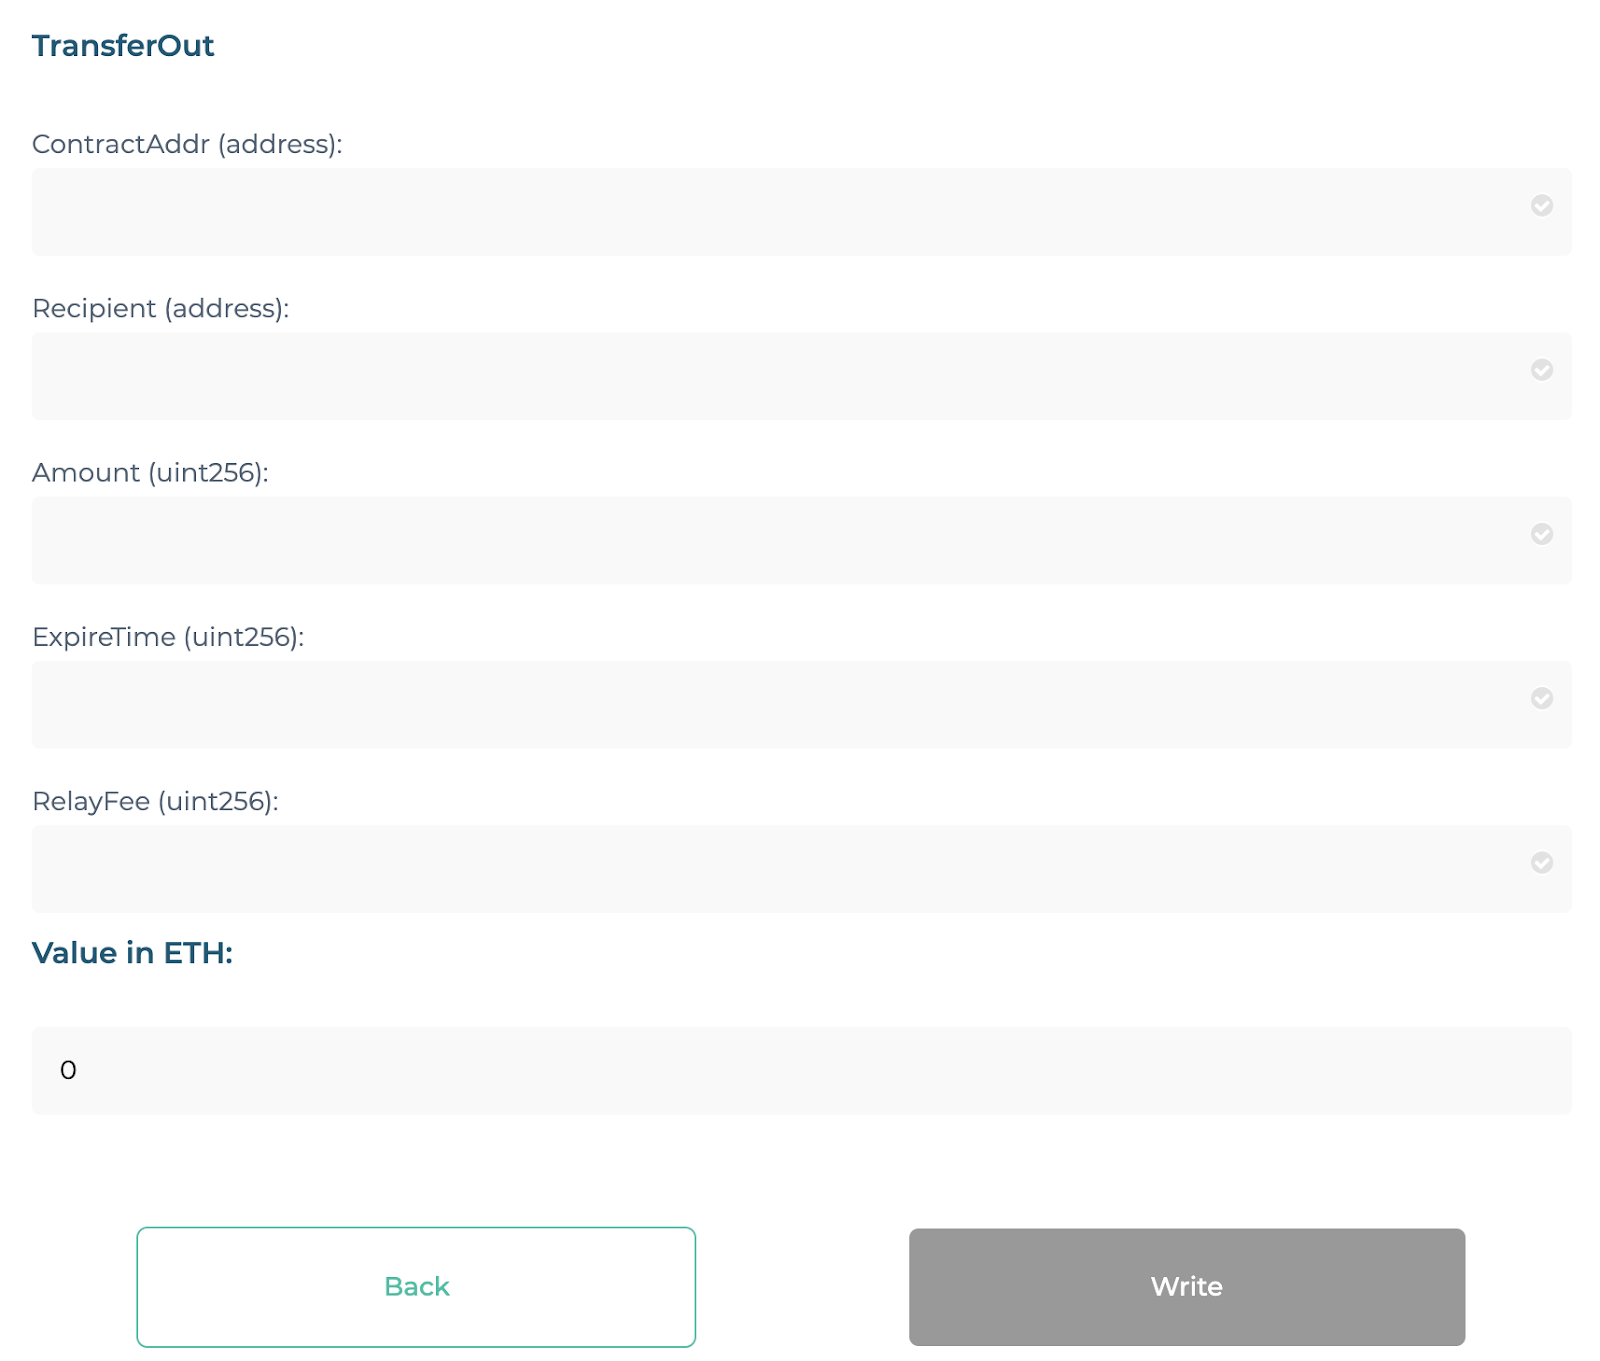 TransferOut
ContractAddr (address):
Recipient (address):
Amount (uint256):
ExpireTime (uint256):
RelayFee (uint256):
Value in ETH:
0
Back
Write